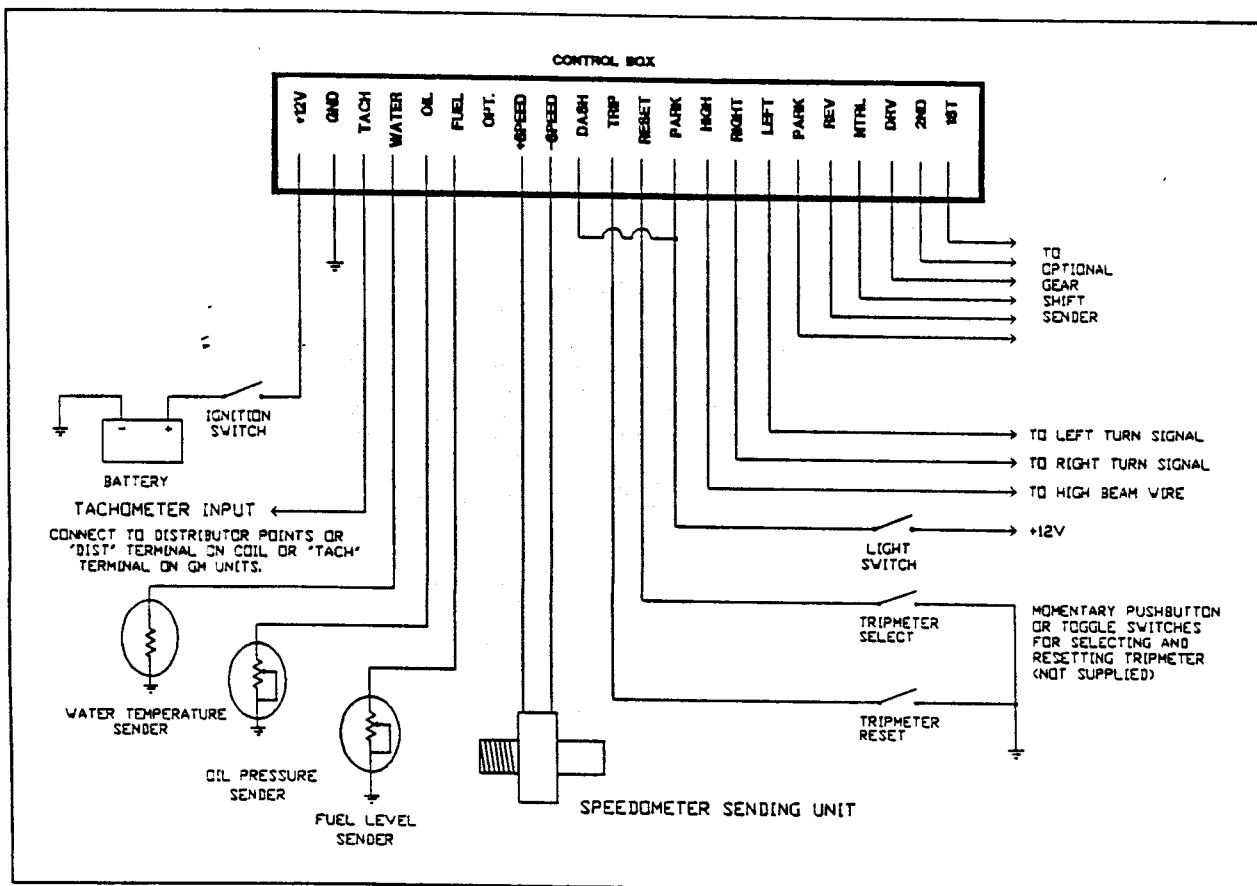 CONTROL BOX
+12V
GND
TACH
WATER
OIL
FUEL
OPT.
+SPEED
-SPEED
DASH
TRIP
RESET
PARK
HIGH
RIGHT
LEFT
PARK
REV
NTRL
DRV
2ND
1ST
TO
OPTIONAL
GEAR
SHIFT
SENDER
IGNITION
SWITCH
- +
BATTERY
TACHOMETER INPUT
CONNECT TO DISTRIBUTOR POINTS OR
"DIST" TERMINAL ON COIL OR "TACH"
TERMINAL ON GM UNITS.
TO LEFT TURN SIGNAL
TO RIGHT TURN SIGNAL
TO HIGH BEAM WIRE
+12V
LIGHT
SWITCH
TRIPMETER
SELECT
MOMENTARY PUSHBUTTON
OR TOGGLE SWITCHES
FOR SELECTING AND
RESETTING TRIPMETER
(NOT SUPPLIED)
TRIPMETER
RESET
WATER TEMPERATURE
SENDER
OIL PRESSURE
SENDER
FUEL LEVEL
SENDER
SPEEDOMETER SENDING UNIT